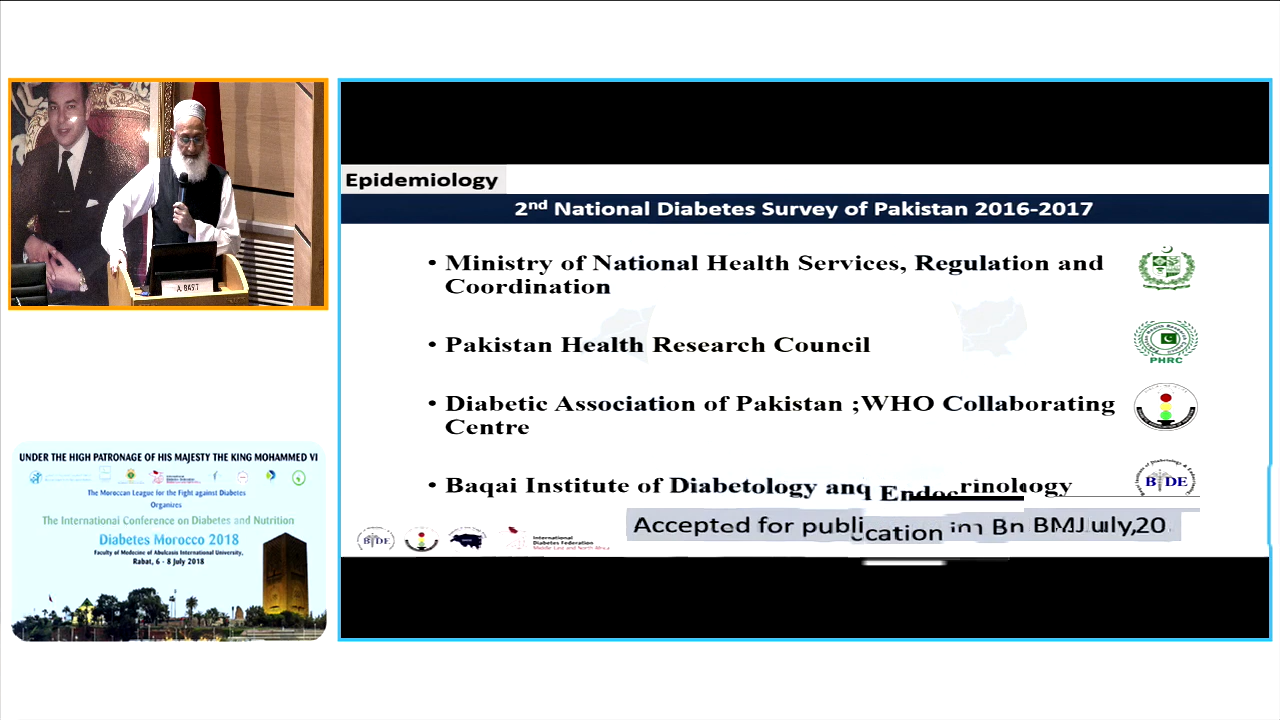 A. BASIT
UNDER THE HIGH PATRONAGE OF HIS MAJESTY THE KING MOHAMMED VI
The Moroccan League for the Fight against Diabetes
Organizes
The International Conference on Diabetes and Nutrition
Diabetes Morocco 2018
Faculty of Medecine of Abulcasis International University,
Rabat, 6 - 8 July 2018
Epidemiology
2nd National Diabetes Survey of Pakistan 2016-2017
• Ministry of National Health Services, Regulation and
Coordination
• Pakistan Health Research Council
PHRC
• Diabetic Association of Pakistan ;WHO Collaborating
Centre
• Baqai Institute of Diabetology and
BIDE
Accepted for publication in BMJ July,20
BIDE
International
Diabetes Federation
Middle East and North Africa